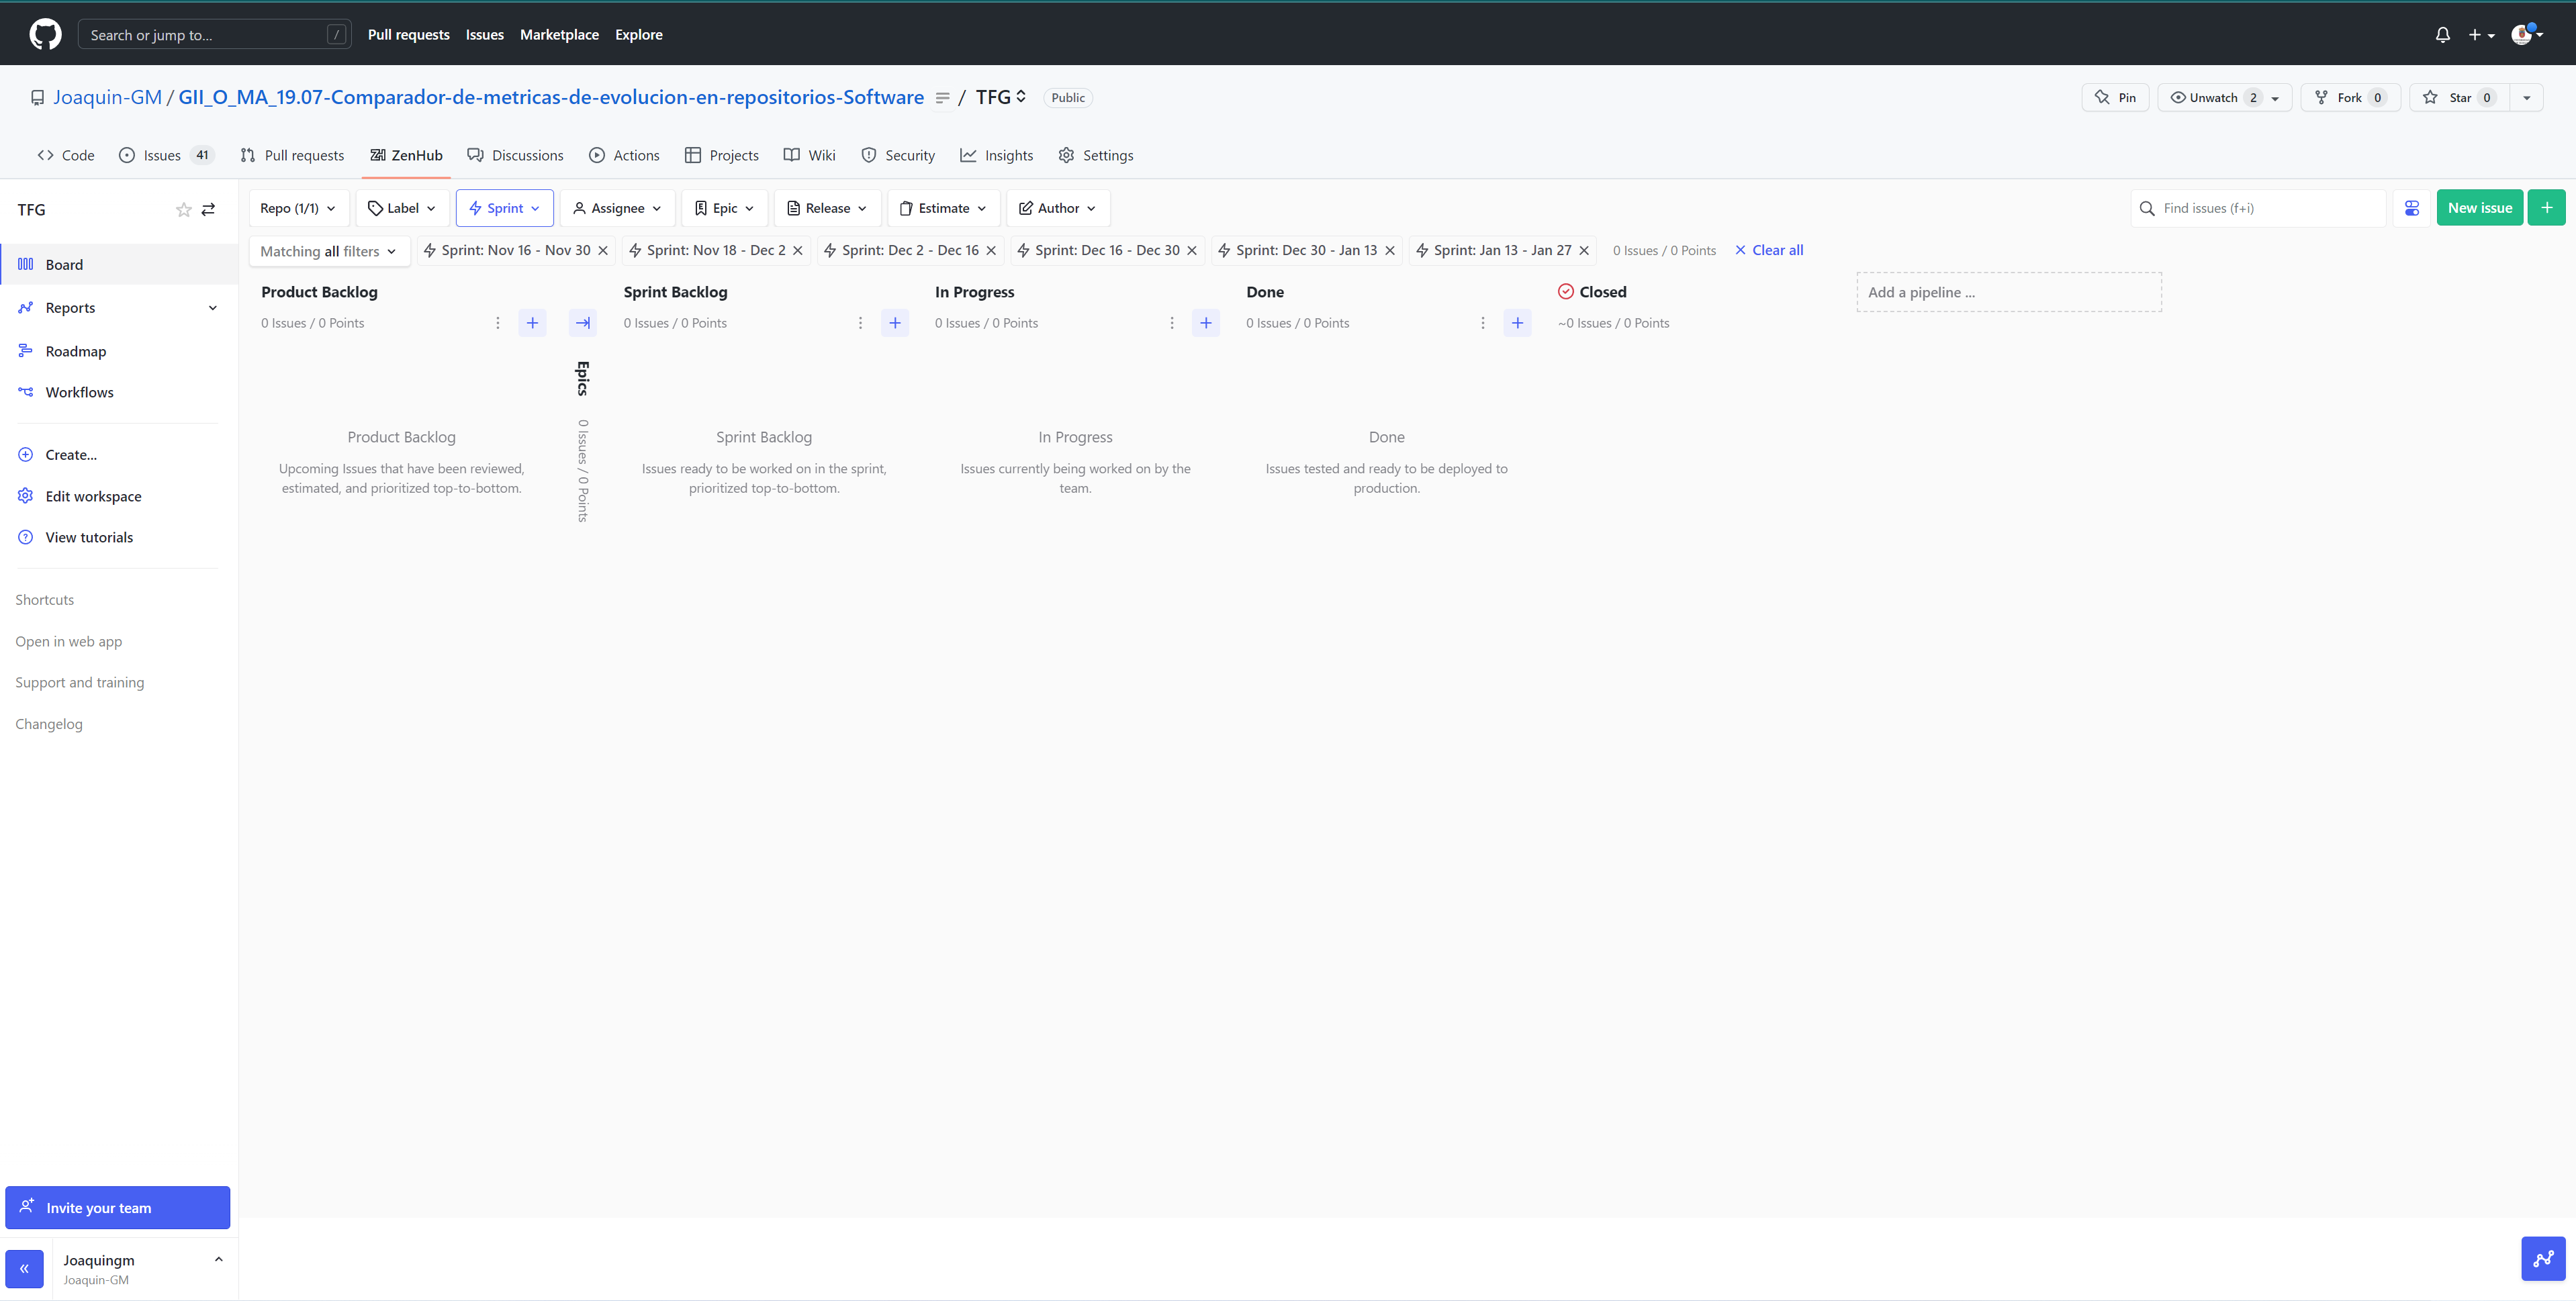 Search or jump to... /
Pull requests Issues Marketplace Explore
Joaquin-GM / GII_O_MA_19.07-Comparador-de-metricas-de-evolucion-en-repositorios-Software / TFG Public
Pin Unwatch 2 Fork 0 Star 0
Code Issues 41 Pull requests ZenHub Discussions Actions Projects Wiki Security Insights Settings
TFG
Repo (1/1) Label Sprint Assignee Epic Release Estimate Author
Find issues (f+i) New issue
Matching all filters Sprint: Nov 16 - Nov 30 Sprint: Nov 18 - Dec 2 Sprint: Dec 2 - Dec 16 Sprint: Dec 16 - Dec 30 Sprint: Dec 30 - Jan 13 Sprint: Jan 13 - Jan 27 0 Issues / 0 Points Clear all
Board
Reports
Roadmap
Workflows
Create...
Edit workspace
View tutorials
Shortcuts
Open in web app
Support and training
Changelog
Invite your team
Joaquingm
Joaquin-GM
Product Backlog
0 Issues / 0 Points
Product Backlog
Upcoming Issues that have been reviewed,
estimated, and prioritized top-to-bottom.
Epics
0 Issues / 0 Points
Sprint Backlog
0 Issues / 0 Points
Sprint Backlog
Issues ready to be worked on in the sprint,
prioritized top-to-bottom.
In Progress
0 Issues / 0 Points
In Progress
Issues currently being worked on by the
team.
Done
0 Issues / 0 Points
Done
Issues tested and ready to be deployed to
production.
Closed
~0 Issues / 0 Points
Add a pipeline ...